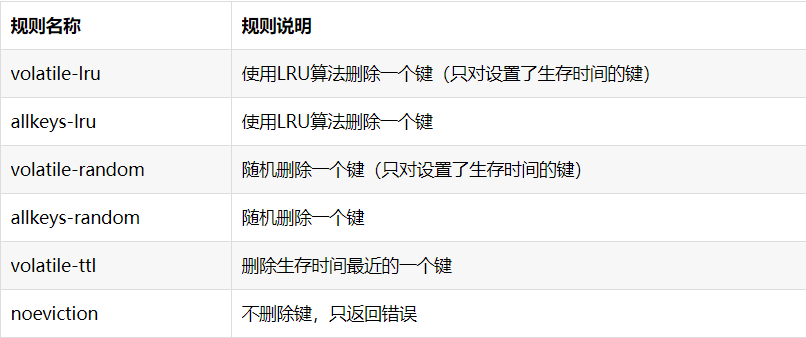 规则名称 规则说明
volatile-lru 使用LRU算法删除一个键（只对设置了生存时间的键）
allkeys-lru 使用LRU算法删除一个键
volatile-random 随机删除一个键（只对设置了生存时间的键）
allkeys-random 随机删除一个键
volatile-ttl 删除生存时间最近的一个键
noeviction 不删除键，只返回错误